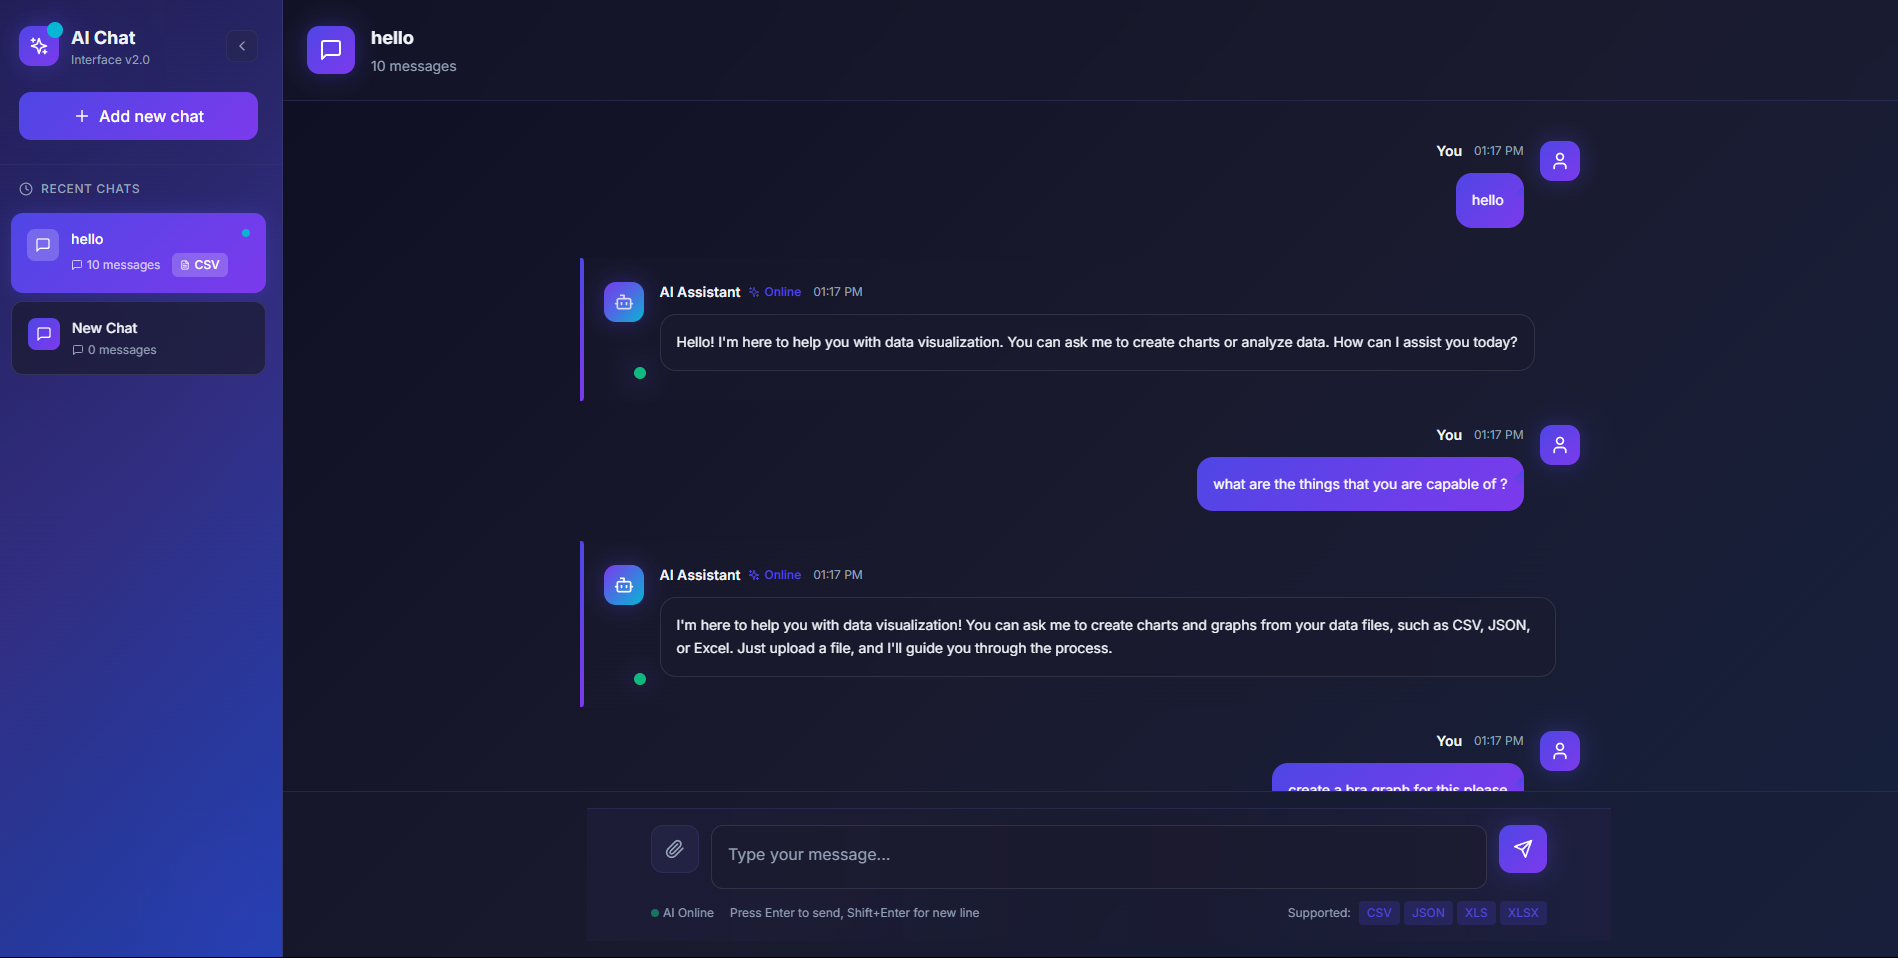 AI Chat
Interface v2.0
Add new chat
RECENT CHATS
hello
10 messages CSV
New Chat
0 messages
hello
10 messages
You 01:17 PM
hello
AI Assistant Online 01:17 PM
Hello! I'm here to help you with data visualization. You can ask me to create charts or analyze data. How can I assist you today?
You 01:17 PM
what are the things that you are capable of ?
AI Assistant Online 01:17 PM
I'm here to help you with data visualization! You can ask me to create charts and graphs from your data files, such as CSV, JSON,
or Excel. Just upload a file, and I'll guide you through the process.
You 01:17 PM
create a bra graph for this please
Type your message...
AI Online Press Enter to send, Shift+Enter for new line
Supported: CSV JSON XLS XLSX